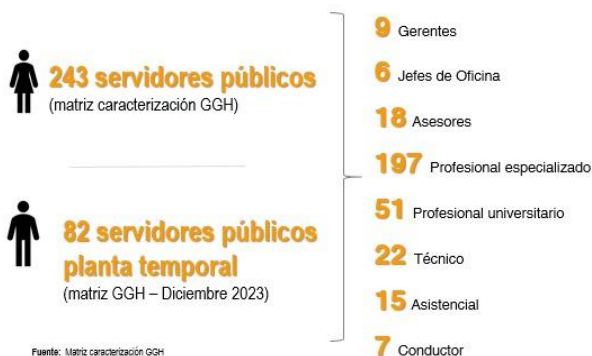 243 servidores públicos
(matriz caracterización GGH)
82 servidores públicos
planta temporal
(matriz GGH – Diciembre 2023)
Fuente: Matriz caracterización GGH
9 Gerentes
6 Jefes de Oficina
18 Asesores
197 Profesional especializado
51 Profesional universitario
22 Técnico
15 Asistencial
7 Conductor